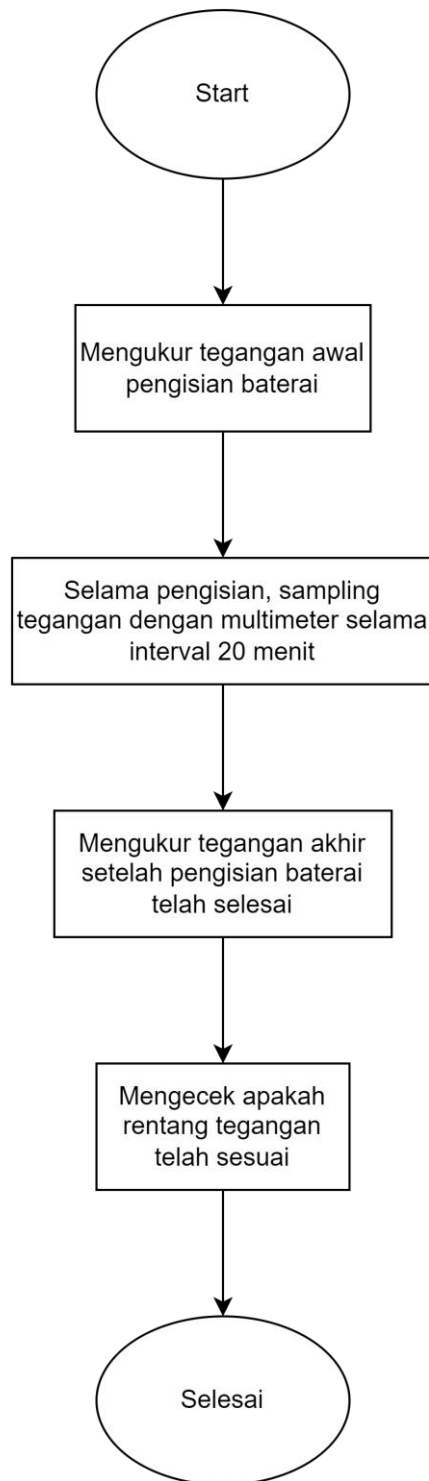 Start
Mengukur tegangan awal
pengisian baterai
Selama pengisian, sampling
tegangan dengan multimeter selama
interval 20 menit
Mengukur tegangan akhir
setelah pengisian baterai
telah selesai
Mengecek apakah
rentang tegangan
telah sesuai
Selesai